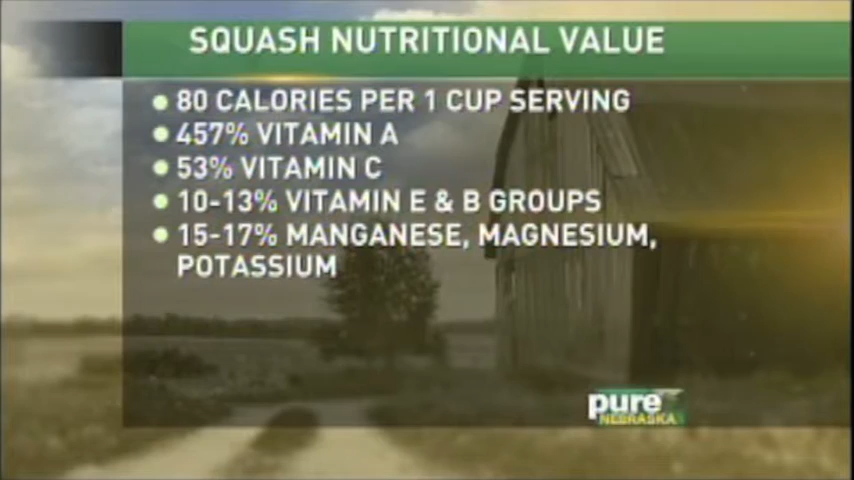 SQUASH NUTRITIONAL VALUE
80 CALORIES PER 1 CUP SERVING
457% VITAMIN A
53% VITAMIN C
10-13% VITAMIN E & B GROUPS
15-17% MANGANESE, MAGNESIUM,
POTASSIUM
pure
NEBRASKA